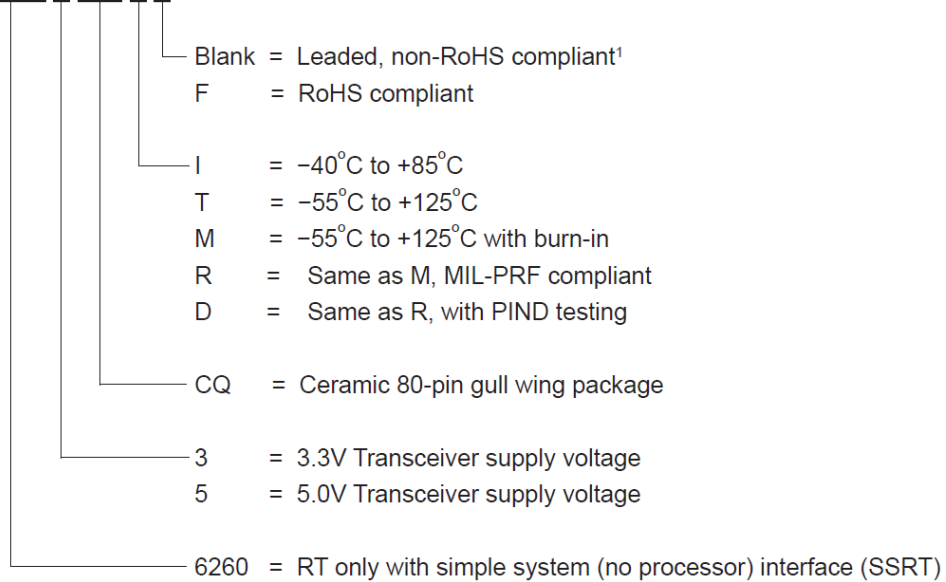 Blank = Leaded, non-RoHS compliant¹
F = RoHS compliant
I = −40°C to +85°C
T = −55°C to +125°C
M = −55°C to +125°C with burn-in
R = Same as M, MIL-PRF compliant
D = Same as R, with PIND testing
CQ = Ceramic 80-pin gull wing package
3 = 3.3V Transceiver supply voltage
5 = 5.0V Transceiver supply voltage
6260 = RT only with simple system (no processor) interface (SSRT)